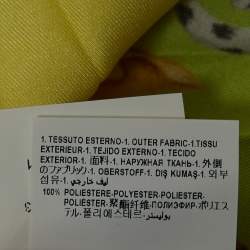 1. TESSUTO ESTERNO-1. OUTER FABRIC-1.TISSU
EXTERIEUR-1. TEJIDO EXTERNO-1. TECIDO
EXTERIOR-1. 面料-1. НАРУЖНАЯ ТКАНЬ-1. 外側
のファブリック-1. OBERSTOFF-1. DIŞ KUMAŞ-1. 외부
섬유-1. ليف خارجي
100% POLIESTERE-POLYESTER-POLIESTER-
POLIÉSTER-聚酯纤维-ПОЛИЭФИР-ポリエス
テル-폴리에스테르-بوليستر